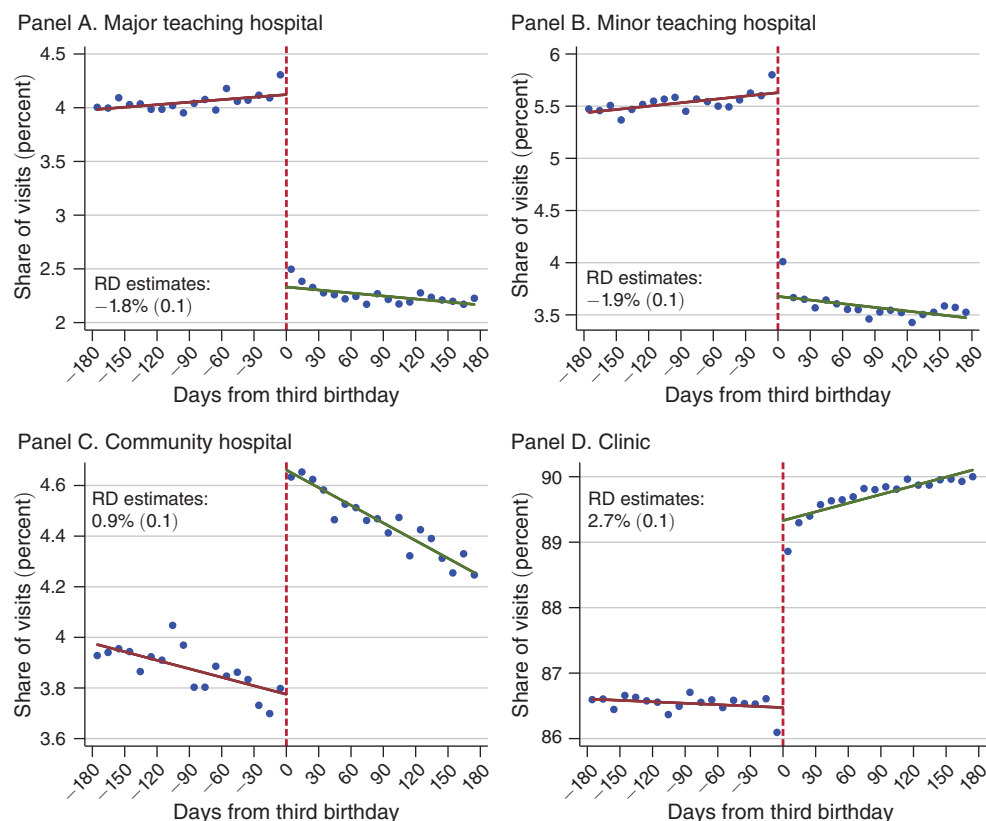 Panel A. Major teaching hospital
Share of visits (percent)
4.5
4
3.5
3
2.5
2
RD estimates:
−1.8% (0.1)
−180 −150 −120 −90 −60 −30 0 30 60 90 120 150 180
Days from third birthday
Panel B. Minor teaching hospital
Share of visits (percent)
6
5.5
5
4.5
4
3.5
RD estimates:
−1.9% (0.1)
−180 −150 −120 −90 −60 −30 0 30 60 90 120 150 180
Days from third birthday
Panel C. Community hospital
Share of visits (percent)
4.6
4.4
4.2
4
3.8
3.6
RD estimates:
0.9% (0.1)
−180 −150 −120 −90 −60 −30 0 30 60 90 120 150 180
Days from third birthday
Panel D. Clinic
Share of visits (percent)
90
89
88
87
86
RD estimates:
2.7% (0.1)
−180 −150 −120 −90 −60 −30 0 30 60 90 120 150 180
Days from third birthday